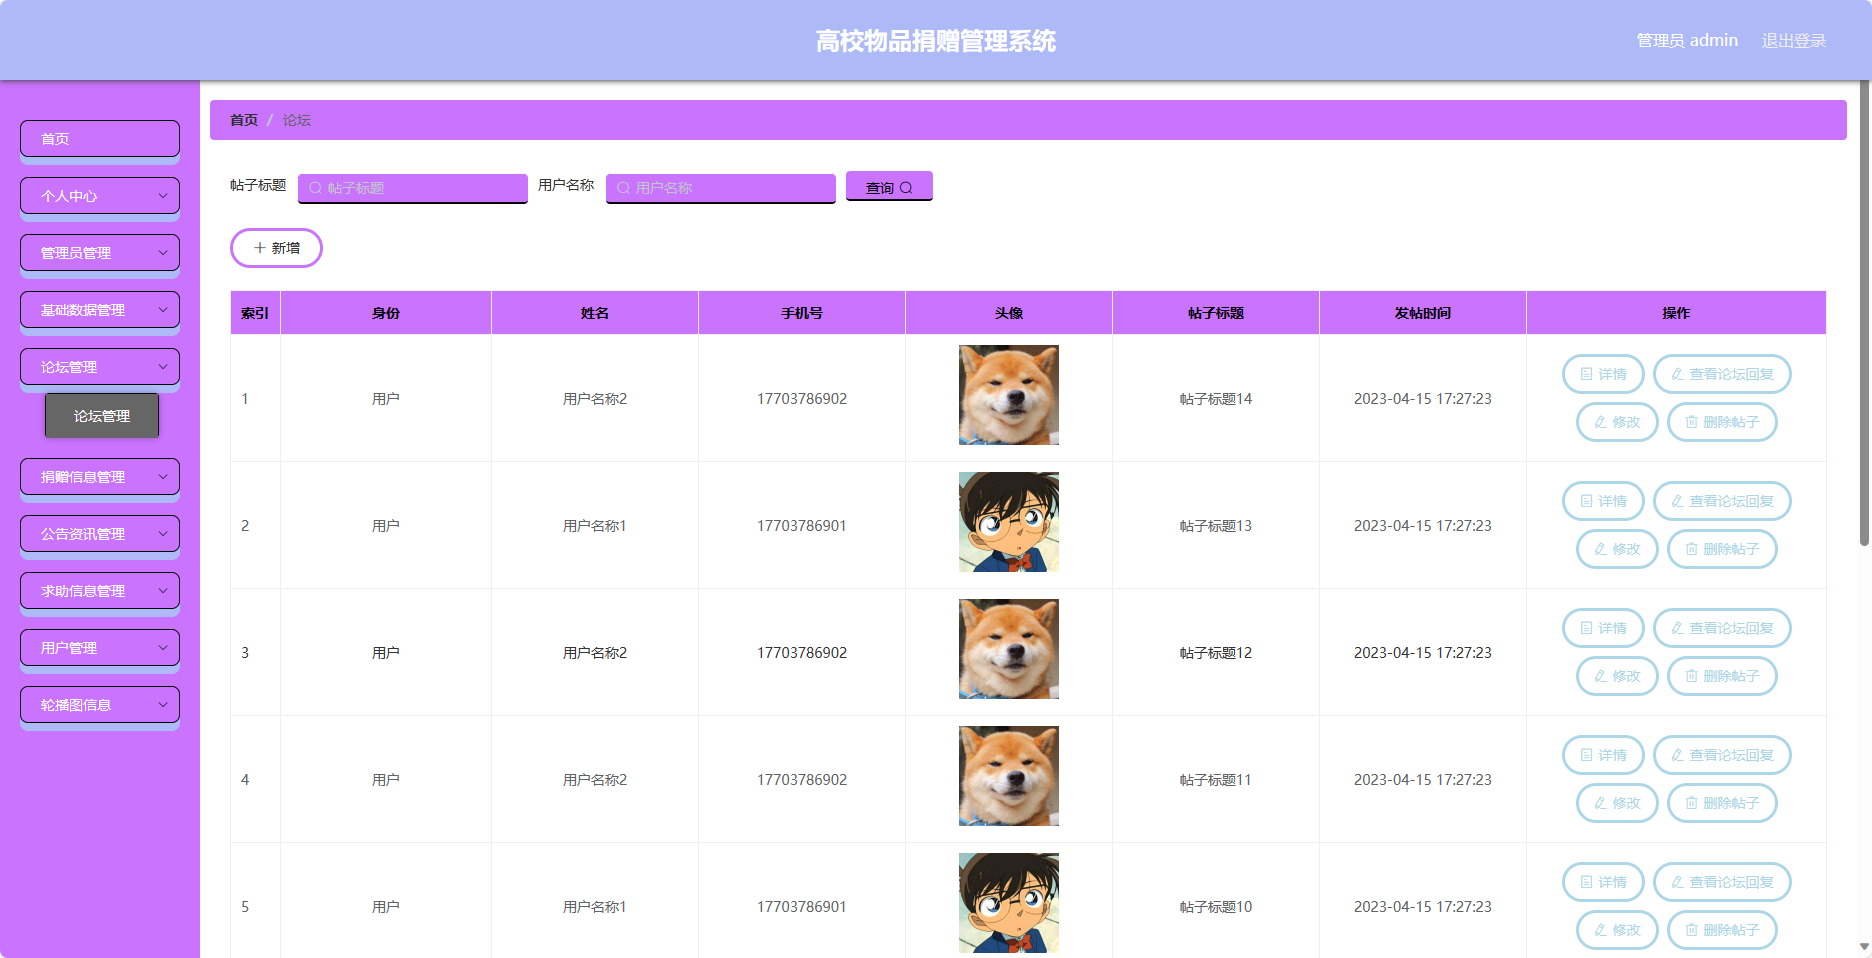 高校物品捐赠管理系统
管理员 admin 退出登录
首页
个人中心
管理员管理
基础数据管理
论坛管理
论坛管理
捐赠信息管理
公告资讯管理
求助信息管理
用户管理
轮播图信息
首页 / 论坛
帖子标题 帖子标题 用户名称 用户名称 查询
新增
索引 身份 姓名 手机号 头像 帖子标题 发帖时间 操作
1 用户 用户名称2 17703786902 帖子标题14 2023-04-15 17:27:23 详情 查看论坛回复
修改 删除帖子
2 用户 用户名称1 17703786901 帖子标题13 2023-04-15 17:27:23 详情 查看论坛回复
修改 删除帖子
3 用户 用户名称2 17703786902 帖子标题12 2023-04-15 17:27:23 详情 查看论坛回复
修改 删除帖子
4 用户 用户名称2 17703786902 帖子标题11 2023-04-15 17:27:23 详情 查看论坛回复
修改 删除帖子
5 用户 用户名称1 17703786901 帖子标题10 2023-04-15 17:27:23 详情 查看论坛回复
修改 删除帖子